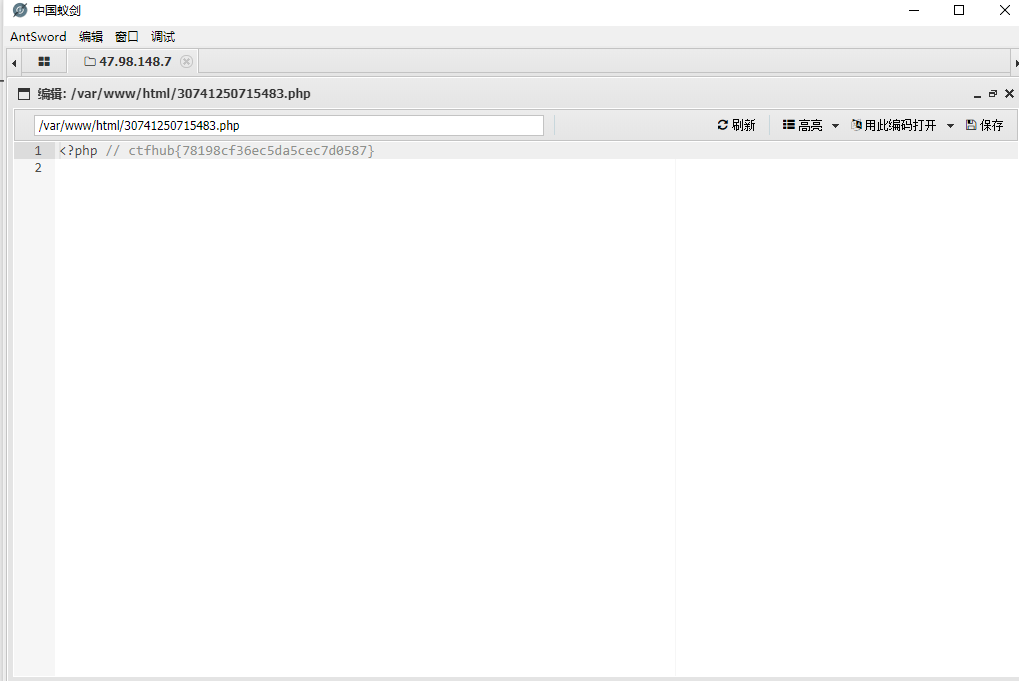 中国蚁剑
AntSword 编辑 窗口 调试
47.98.148.7
编辑: /var/www/html/30741250715483.php
/var/www/html/30741250715483.php 刷新 高亮 用此编码打开 保存
1 <?php // ctfhub{78198cf36ec5da5cec7d0587}
2